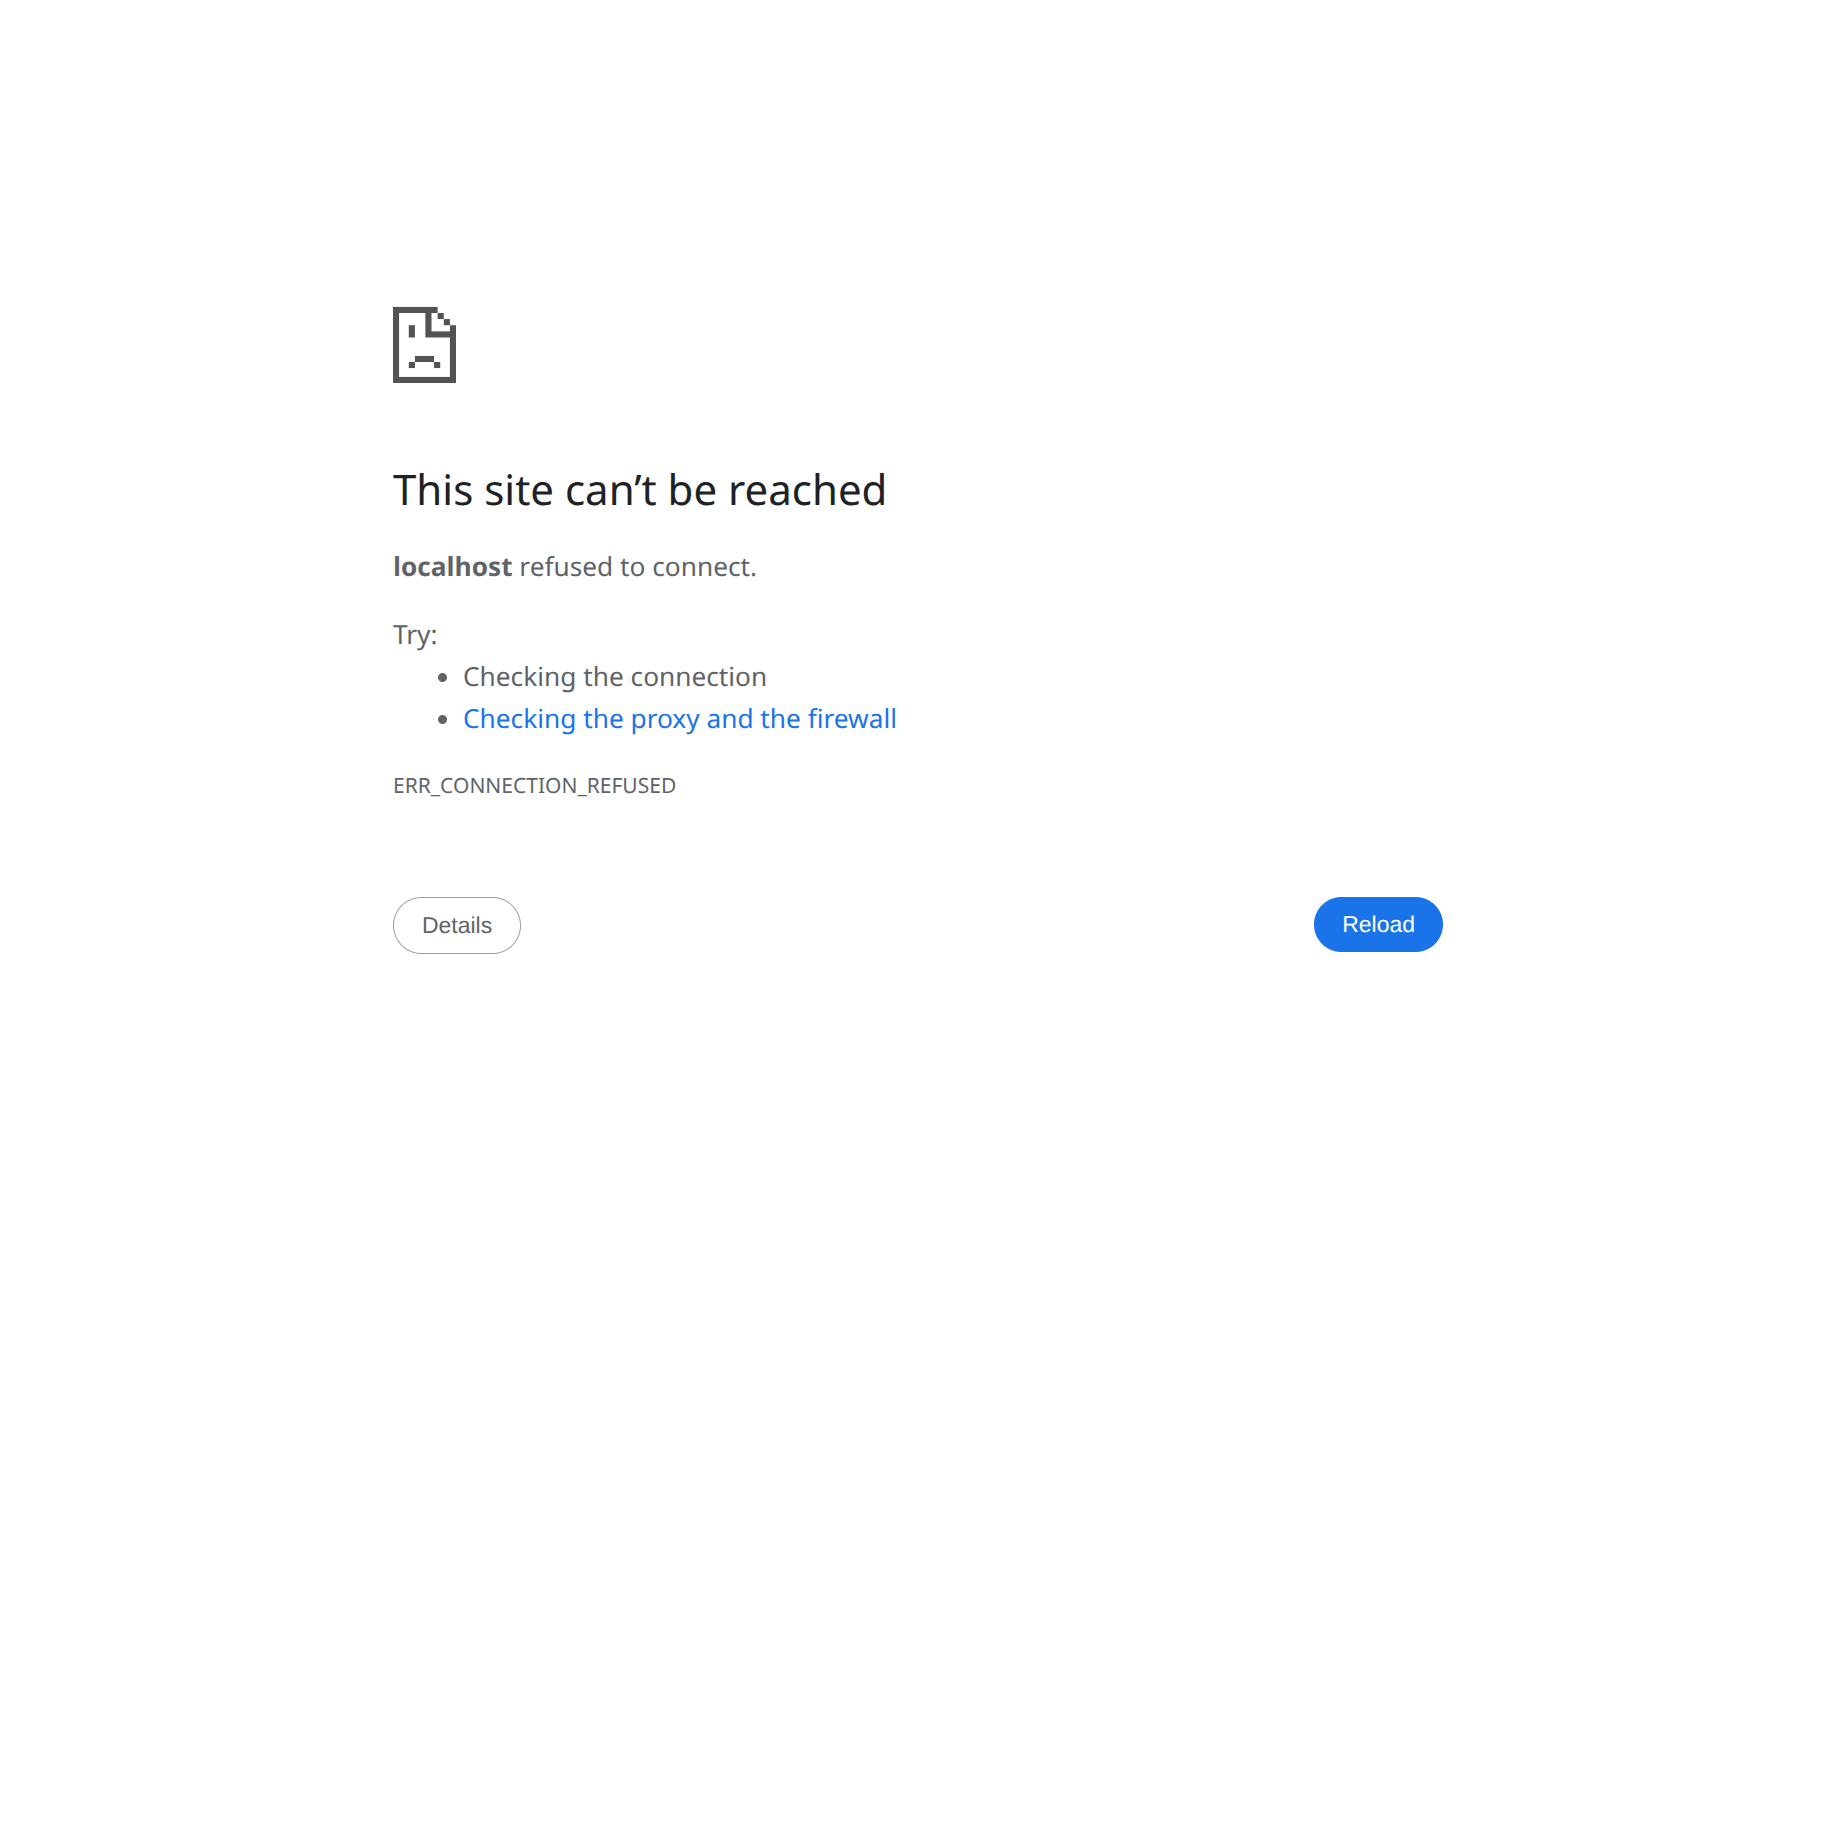 This site can’t be reached
localhost refused to connect.
Try:
Checking the connection
Checking the proxy and the firewall
ERR_CONNECTION_REFUSED
Details
Reload